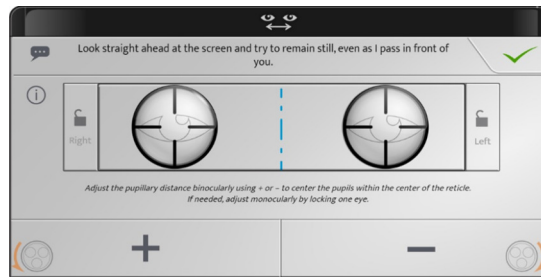 Look straight ahead at the screen and try to remain still, even as I pass in front of
you.
Right
Left
Adjust the pupillary distance binocularly using + or – to center the pupils within the center of the reticle.
If needed, adjust monocularly by locking one eye.
+ –